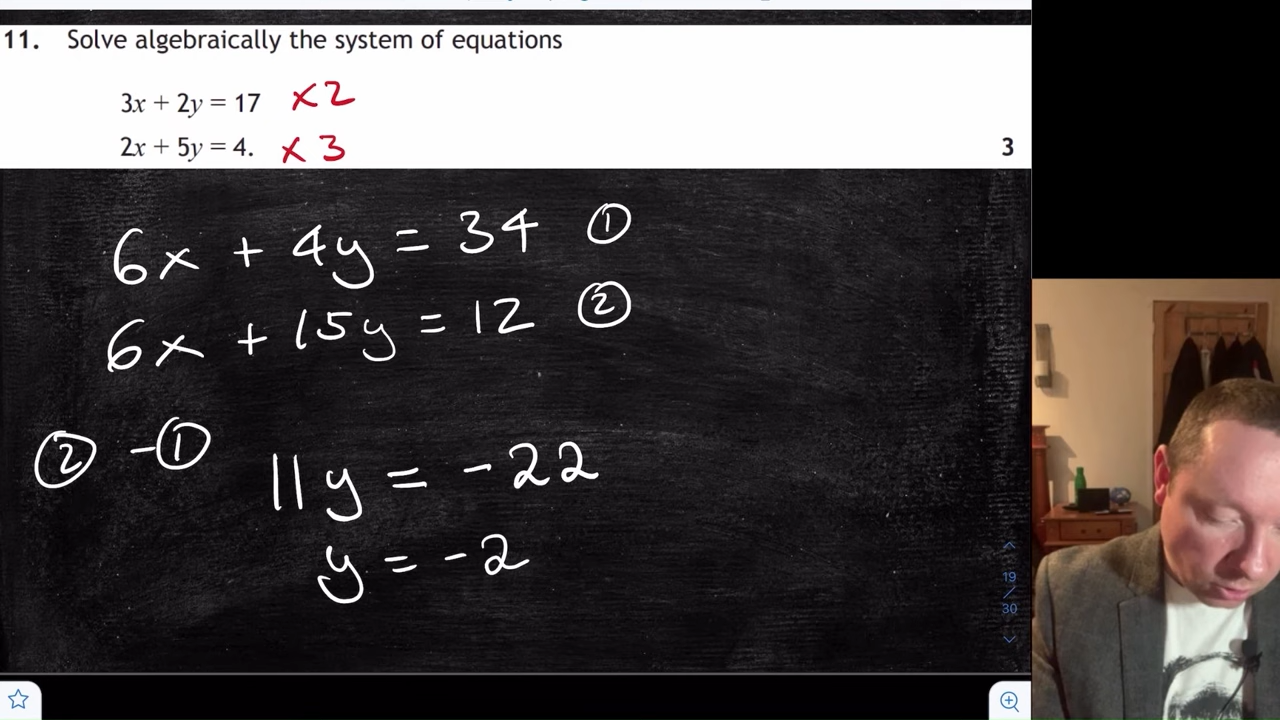 11. Solve algebraically the system of equations
3x + 2y = 17 ×2
2x + 5y = 4. ×3
3
6x + 4y = 34 ①
6x + 15y = 12 ②
② -① 11y = -22
y = -2
19
/
30